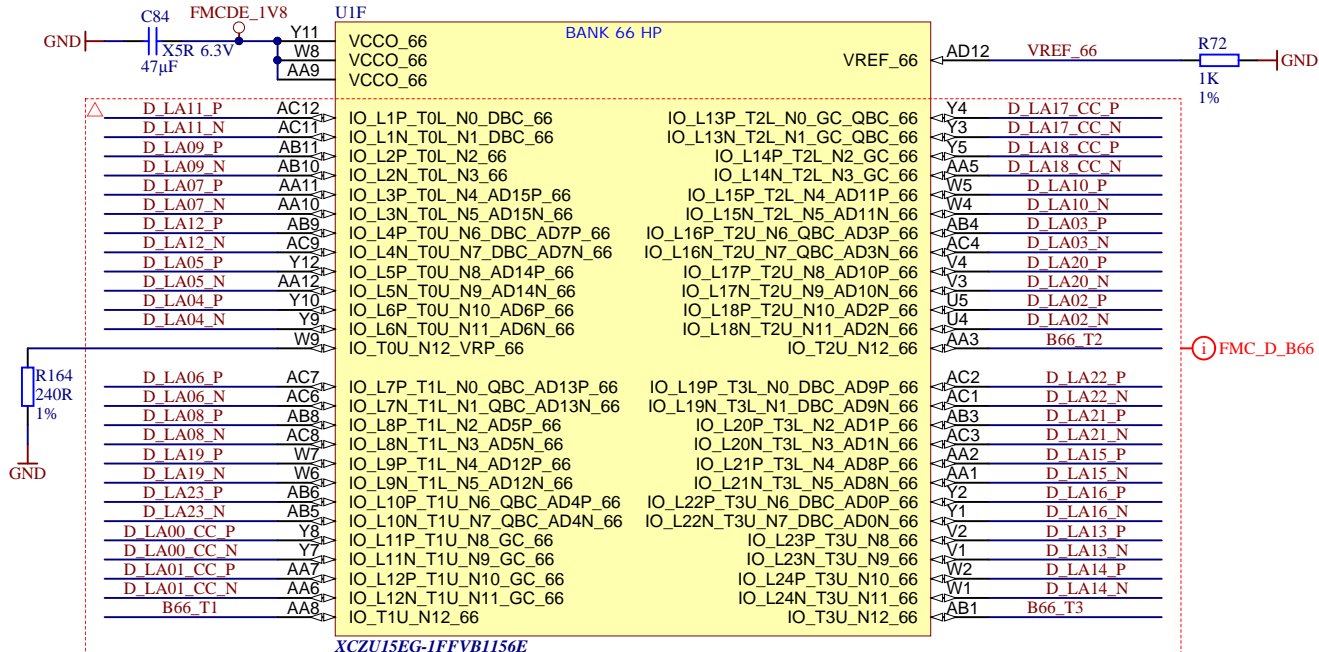 C84 FMCDE_1V8 U1F
GND X5R 6.3V 47µF
BANK 66 HP
Y11 VCCO_66
W8 VCCO_66
AA9 VCCO_66
VREF_66 AD12 VREF_66 R72 1K 1% GND
D_LA11_P AC12 IO_L1P_T0L_N0_DBC_66 IO_L13P_T2L_N0_GC_QBC_66 Y4 D_LA17_CC_P
D_LA11_N AC11 IO_L1N_T0L_N1_DBC_66 IO_L13N_T2L_N1_GC_QBC_66 Y3 D_LA17_CC_N
D_LA09_P AB11 IO_L2P_T0L_N2_66 IO_L14P_T2L_N2_GC_66 Y5 D_LA18_CC_P
D_LA09_N AB10 IO_L2N_T0L_N3_66 IO_L14N_T2L_N3_GC_66 AA5 D_LA18_CC_N
D_LA07_P AA11 IO_L3P_T0L_N4_AD15P_66 IO_L15P_T2L_N4_AD11P_66 W5 D_LA10_P
D_LA07_N AA10 IO_L3N_T0L_N5_AD15N_66 IO_L15N_T2L_N5_AD11N_66 W4 D_LA10_N
D_LA12_P AB9 IO_L4P_T0U_N6_DBC_AD7P_66 IO_L16P_T2U_N6_QBC_AD3P_66 AB4 D_LA03_P
D_LA12_N AC9 IO_L4N_T0U_N7_DBC_AD7N_66 IO_L16N_T2U_N7_QBC_AD3N_66 AC4 D_LA03_N
D_LA05_P Y12 IO_L5P_T0U_N8_AD14P_66 IO_L17P_T2U_N8_AD10P_66 V4 D_LA20_P
D_LA05_N AA12 IO_L5N_T0U_N9_AD14N_66 IO_L17N_T2U_N9_AD10N_66 V3 D_LA20_N
D_LA04_P Y10 IO_L6P_T0U_N10_AD6P_66 IO_L18P_T2U_N10_AD2P_66 U5 D_LA02_P
D_LA04_N Y9 IO_L6N_T0U_N11_AD6N_66 IO_L18N_T2U_N11_AD2N_66 U4 D_LA02_N
W9 IO_T0U_N12_VRP_66 IO_T2U_N12_66 AA3 B66_T2
i FMC_D_B66
R164 240R 1% GND
D_LA06_P AC7 IO_L7P_T1L_N0_QBC_AD13P_66 IO_L19P_T3L_N0_DBC_AD9P_66 AC2 D_LA22_P
D_LA06_N AC6 IO_L7N_T1L_N1_QBC_AD13N_66 IO_L19N_T3L_N1_DBC_AD9N_66 AC1 D_LA22_N
D_LA08_P AB8 IO_L8P_T1L_N2_AD5P_66 IO_L20P_T3L_N2_AD1P_66 AB3 D_LA21_P
D_LA08_N AC8 IO_L8N_T1L_N3_AD5N_66 IO_L20N_T3L_N3_AD1N_66 AC3 D_LA21_N
D_LA19_P W7 IO_L9P_T1L_N4_AD12P_66 IO_L21P_T3L_N4_AD8P_66 AA2 D_LA15_P
D_LA19_N W6 IO_L9N_T1L_N5_AD12N_66 IO_L21N_T3L_N5_AD8N_66 AA1 D_LA15_N
D_LA23_P AB6 IO_L10P_T1U_N6_QBC_AD4P_66 IO_L22P_T3U_N6_DBC_AD0P_66 Y2 D_LA16_P
D_LA23_N AB5 IO_L10N_T1U_N7_QBC_AD4N_66 IO_L22N_T3U_N7_DBC_AD0N_66 Y1 D_LA16_N
D_LA00_CC_P Y8 IO_L11P_T1U_N8_GC_66 IO_L23P_T3U_N8_66 V2 D_LA13_P
D_LA00_CC_N Y7 IO_L11N_T1U_N9_GC_66 IO_L23N_T3U_N9_66 V1 D_LA13_N
D_LA01_CC_P AA7 IO_L12P_T1U_N10_GC_66 IO_L24P_T3U_N10_66 W2 D_LA14_P
D_LA01_CC_N AA6 IO_L12N_T1U_N11_GC_66 IO_L24N_T3U_N11_66 W1 D_LA14_N
B66_T1 AA8 IO_T1U_N12_66 IO_T3U_N12_66 AB1 B66_T3
XCZU15EG-1FFVB1156E